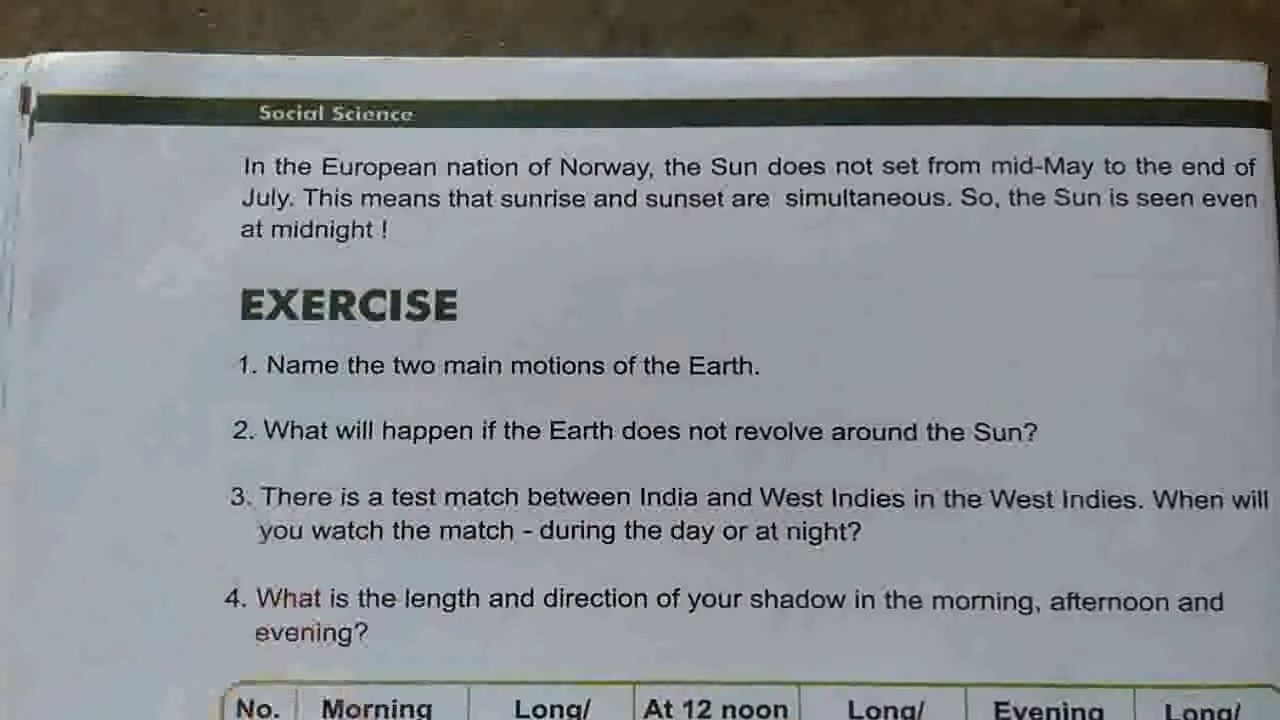 Social Science
In the European nation of Norway, the Sun does not set from mid-May to the end of
July. This means that sunrise and sunset are simultaneous. So, the Sun is seen even
at midnight !
EXERCISE
1. Name the two main motions of the Earth.
2. What will happen if the Earth does not revolve around the Sun?
3. There is a test match between India and West Indies in the West Indies. When will
you watch the match - during the day or at night?
4. What is the length and direction of your shadow in the morning, afternoon and
evening?
No. Morning Long/ At 12 noon Long/ Evening Long/